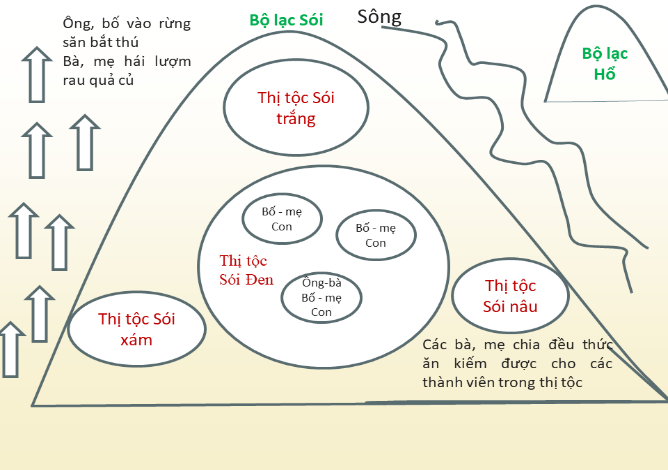 Ông, bố vào rừng
săn bắt thú
Bà, mẹ hái lượm
rau quả củ
Bộ lạc Sói
Sông
Bộ lạc
Hổ
Thị tộc Sói
trắng
Bố - mẹ
Con
Bố - mẹ
Con
Thị tộc
Sói Đen
Ông-bà
Bố - mẹ
Con
Thị tộc
Sói nâu
Thị tộc Sói
xám
Các bà, mẹ chia đều thức
ăn kiếm được cho các
thành viên trong thị tộc